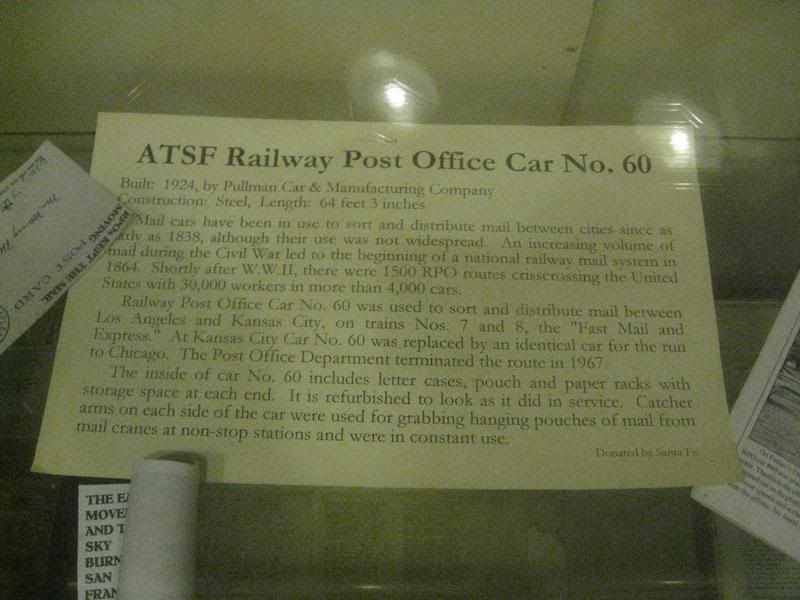 ATSF Railway Post Office Car No. 60
Built: 1924, by Pullman Car & Manufacturing Company
Construction: Steel, Length: 64 feet 3 inches
Mail cars have been in use to sort and distribute mail between cities since as
early as 1838, although their use was not widespread. An increasing volume of
mail during the Civil War led to the beginning of a national railway mail system in
1864. Shortly after W.W.II, there were 1500 RPO routes crisscrossing the United
States with 30,000 workers in more than 4,000 cars.
Railway Post Office Car No. 60 was used to sort and distribute mail between
Los Angeles and Kansas City, on trains Nos. 7 and 8, the "Fast Mail and
Express." At Kansas City Car No. 60 was replaced by an identical car for the run
to Chicago. The Post Office Department terminated the route in 1967.
The inside of car No. 60 includes letter cases, pouch and paper racks with
storage space at each end. It is refurbished to look as it did in service. Catcher
arms on each side of the car were used for grabbing hanging pouches of mail from
mail cranes at non-stop stations and were in constant use.
Donated by Santa Fe.
RPOs KEPT THE MAIL
MOVING POST CARD
THE EA
MOVE
AND T
SKY
BURN
SAN
FRAN